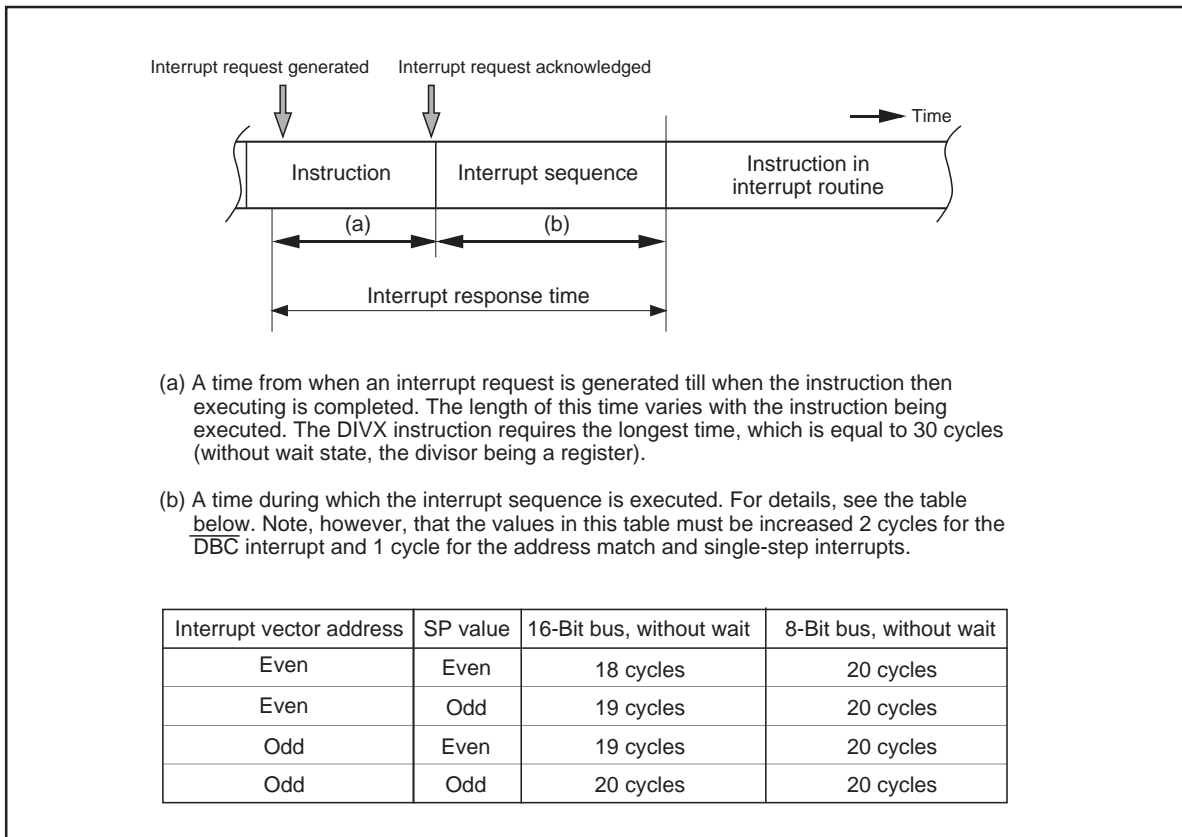 Interrupt request generated Interrupt request acknowledged
Time
Instruction Interrupt sequence Instruction in
interrupt routine
(a) (b)
Interrupt response time
(a) A time from when an interrupt request is generated till when the instruction then
executing is completed. The length of this time varies with the instruction being
executed. The DIVX instruction requires the longest time, which is equal to 30 cycles
(without wait state, the divisor being a register).
(b) A time during which the interrupt sequence is executed. For details, see the table
below. Note, however, that the values in this table must be increased 2 cycles for the
DBC interrupt and 1 cycle for the address match and single-step interrupts.
Interrupt vector address SP value 16-Bit bus, without wait 8-Bit bus, without wait
Even Even 18 cycles 20 cycles
Even Odd 19 cycles 20 cycles
Odd Even 19 cycles 20 cycles
Odd Odd 20 cycles 20 cycles